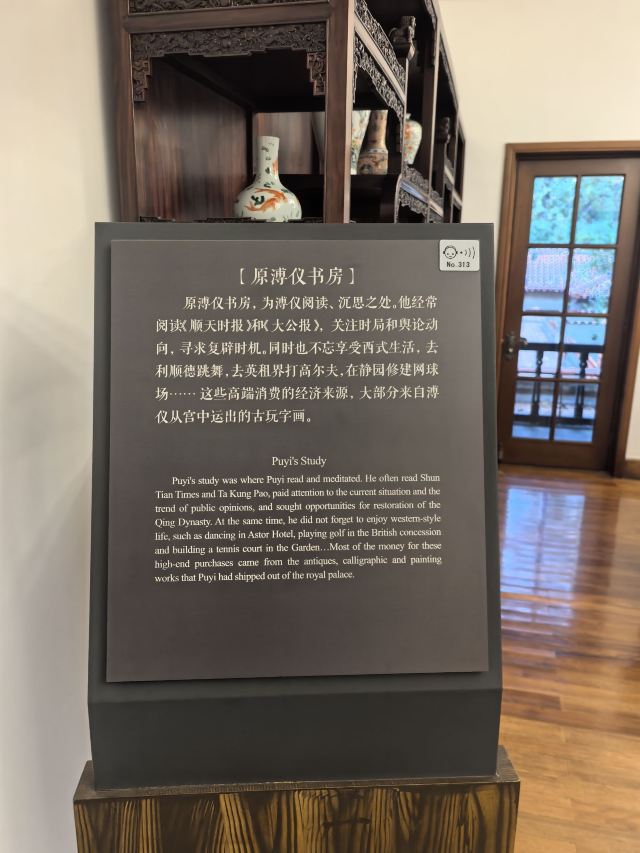 No.313
[原溥仪书房]
原溥仪书房，为溥仪阅读、沉思之处。他经常
阅读《顺天时报》和《大公报》，关注时局和舆论动
向，寻求复辟时机。同时也不忘享受西式生活，去
利顺德跳舞，去英租界打高尔夫，在静园修建网球
场……这些高端消费的经济来源，大部分来自溥
仪从宫中运出的古玩字画。
Puyi's Study
Puyi's study was where Puyi read and meditated. He often read Shun
Tian Times and Ta Kung Pao, paid attention to the current situation and the
trend of public opinions, and sought opportunities for restoration of the
Qing Dynasty. At the same time, he did not forget to enjoy western-style
life, such as dancing in Astor Hotel, playing golf in the British concession
and building a tennis court in the Garden…Most of the money for these
high-end purchases came from the antiques, calligraphic and painting
works that Puyi had shipped out of the royal palace.